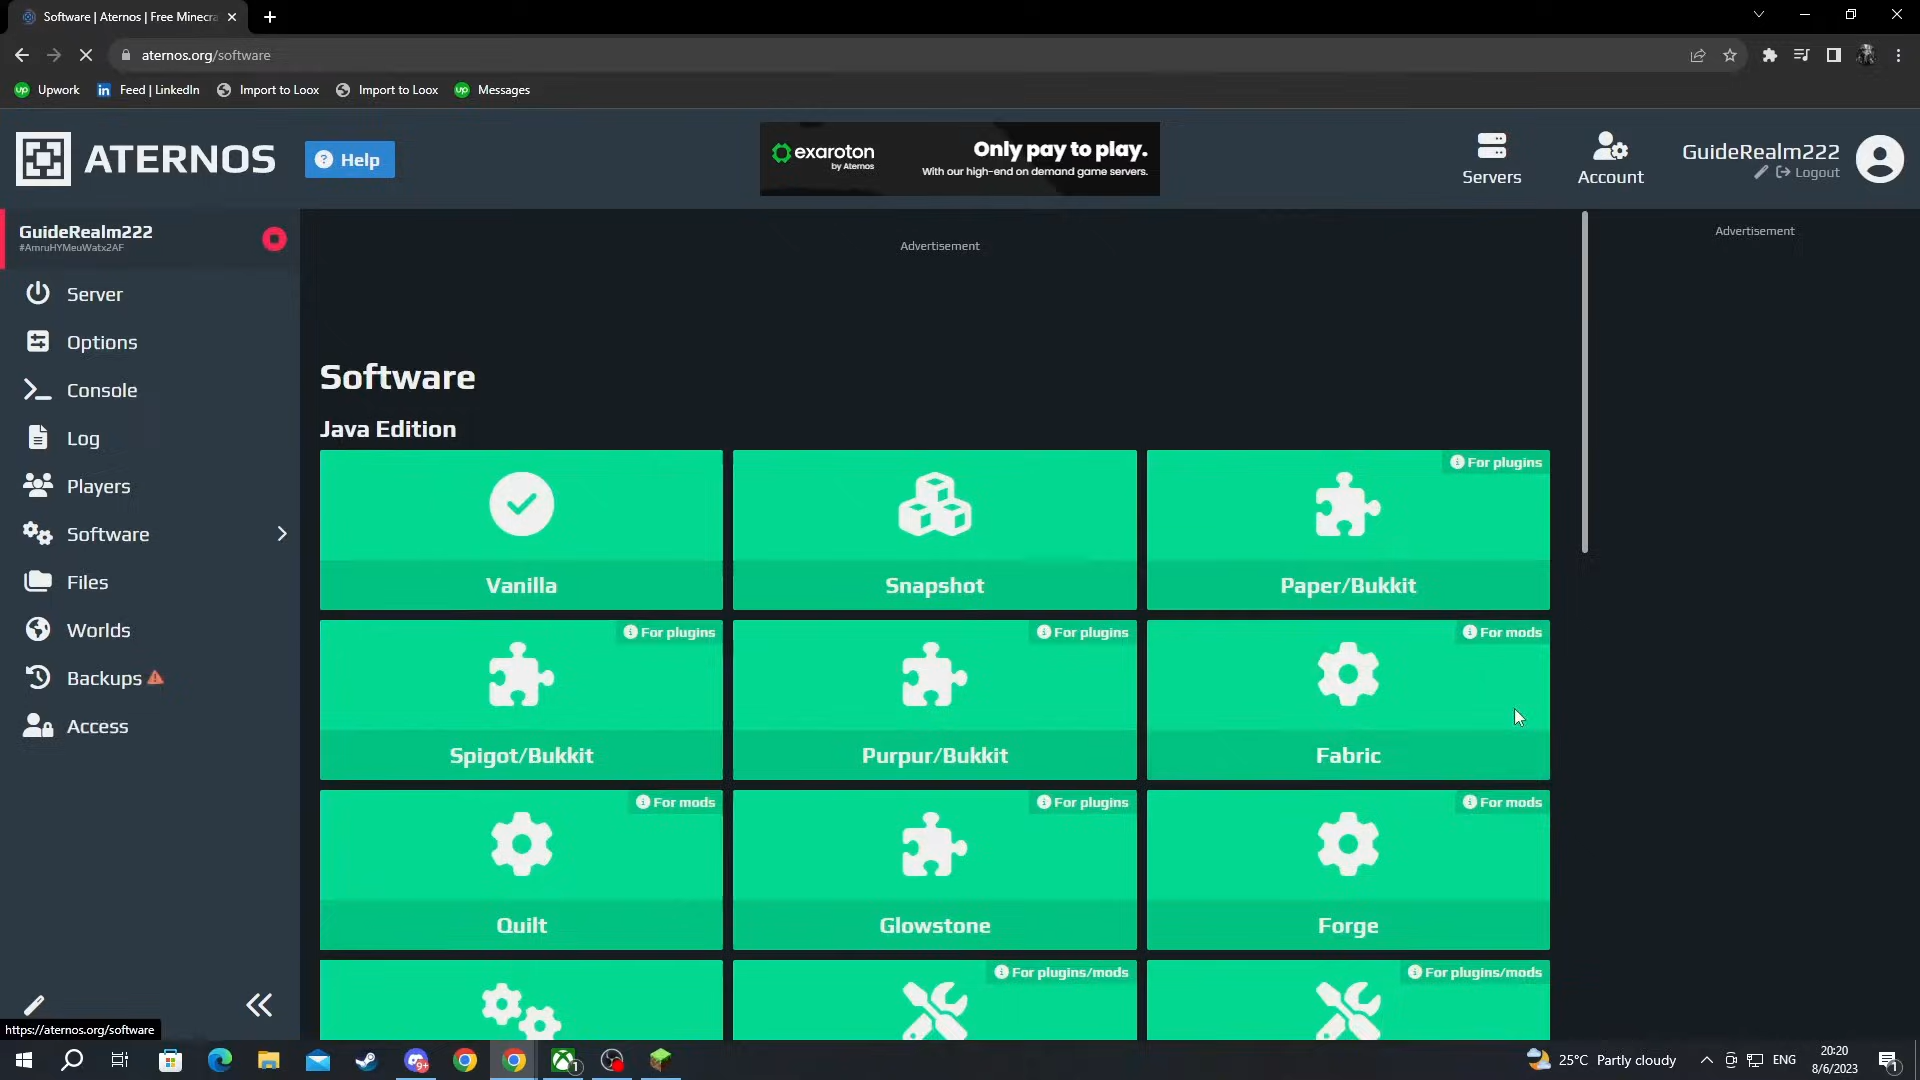 Software | Aternos | Free Minecra
aternos.org/software
Upwork
Feed | LinkedIn
Import to Loox
Import to Loox
Messages
ATERNOS
Help
exaroton
by Aternos
Only pay to play.
With our high-end on demand game servers.
Servers
Account
GuideRealm222
Logout
GuideRealm222
#AmruHYMeuWatx2AF
Server
Options
Console
Log
Players
Software
Files
Worlds
Backups
Access
https://aternos.org/software
Advertisement
Advertisement
Software
Java Edition
Vanilla
Snapshot
For plugins
Paper/Bukkit
For plugins
Spigot/Bukkit
For plugins
Purpur/Bukkit
For mods
Fabric
For mods
Quilt
For plugins
Glowstone
For mods
Forge
For plugins/mods
For plugins/mods
25°C Partly cloudy
ENG
20:20
8/6/2023